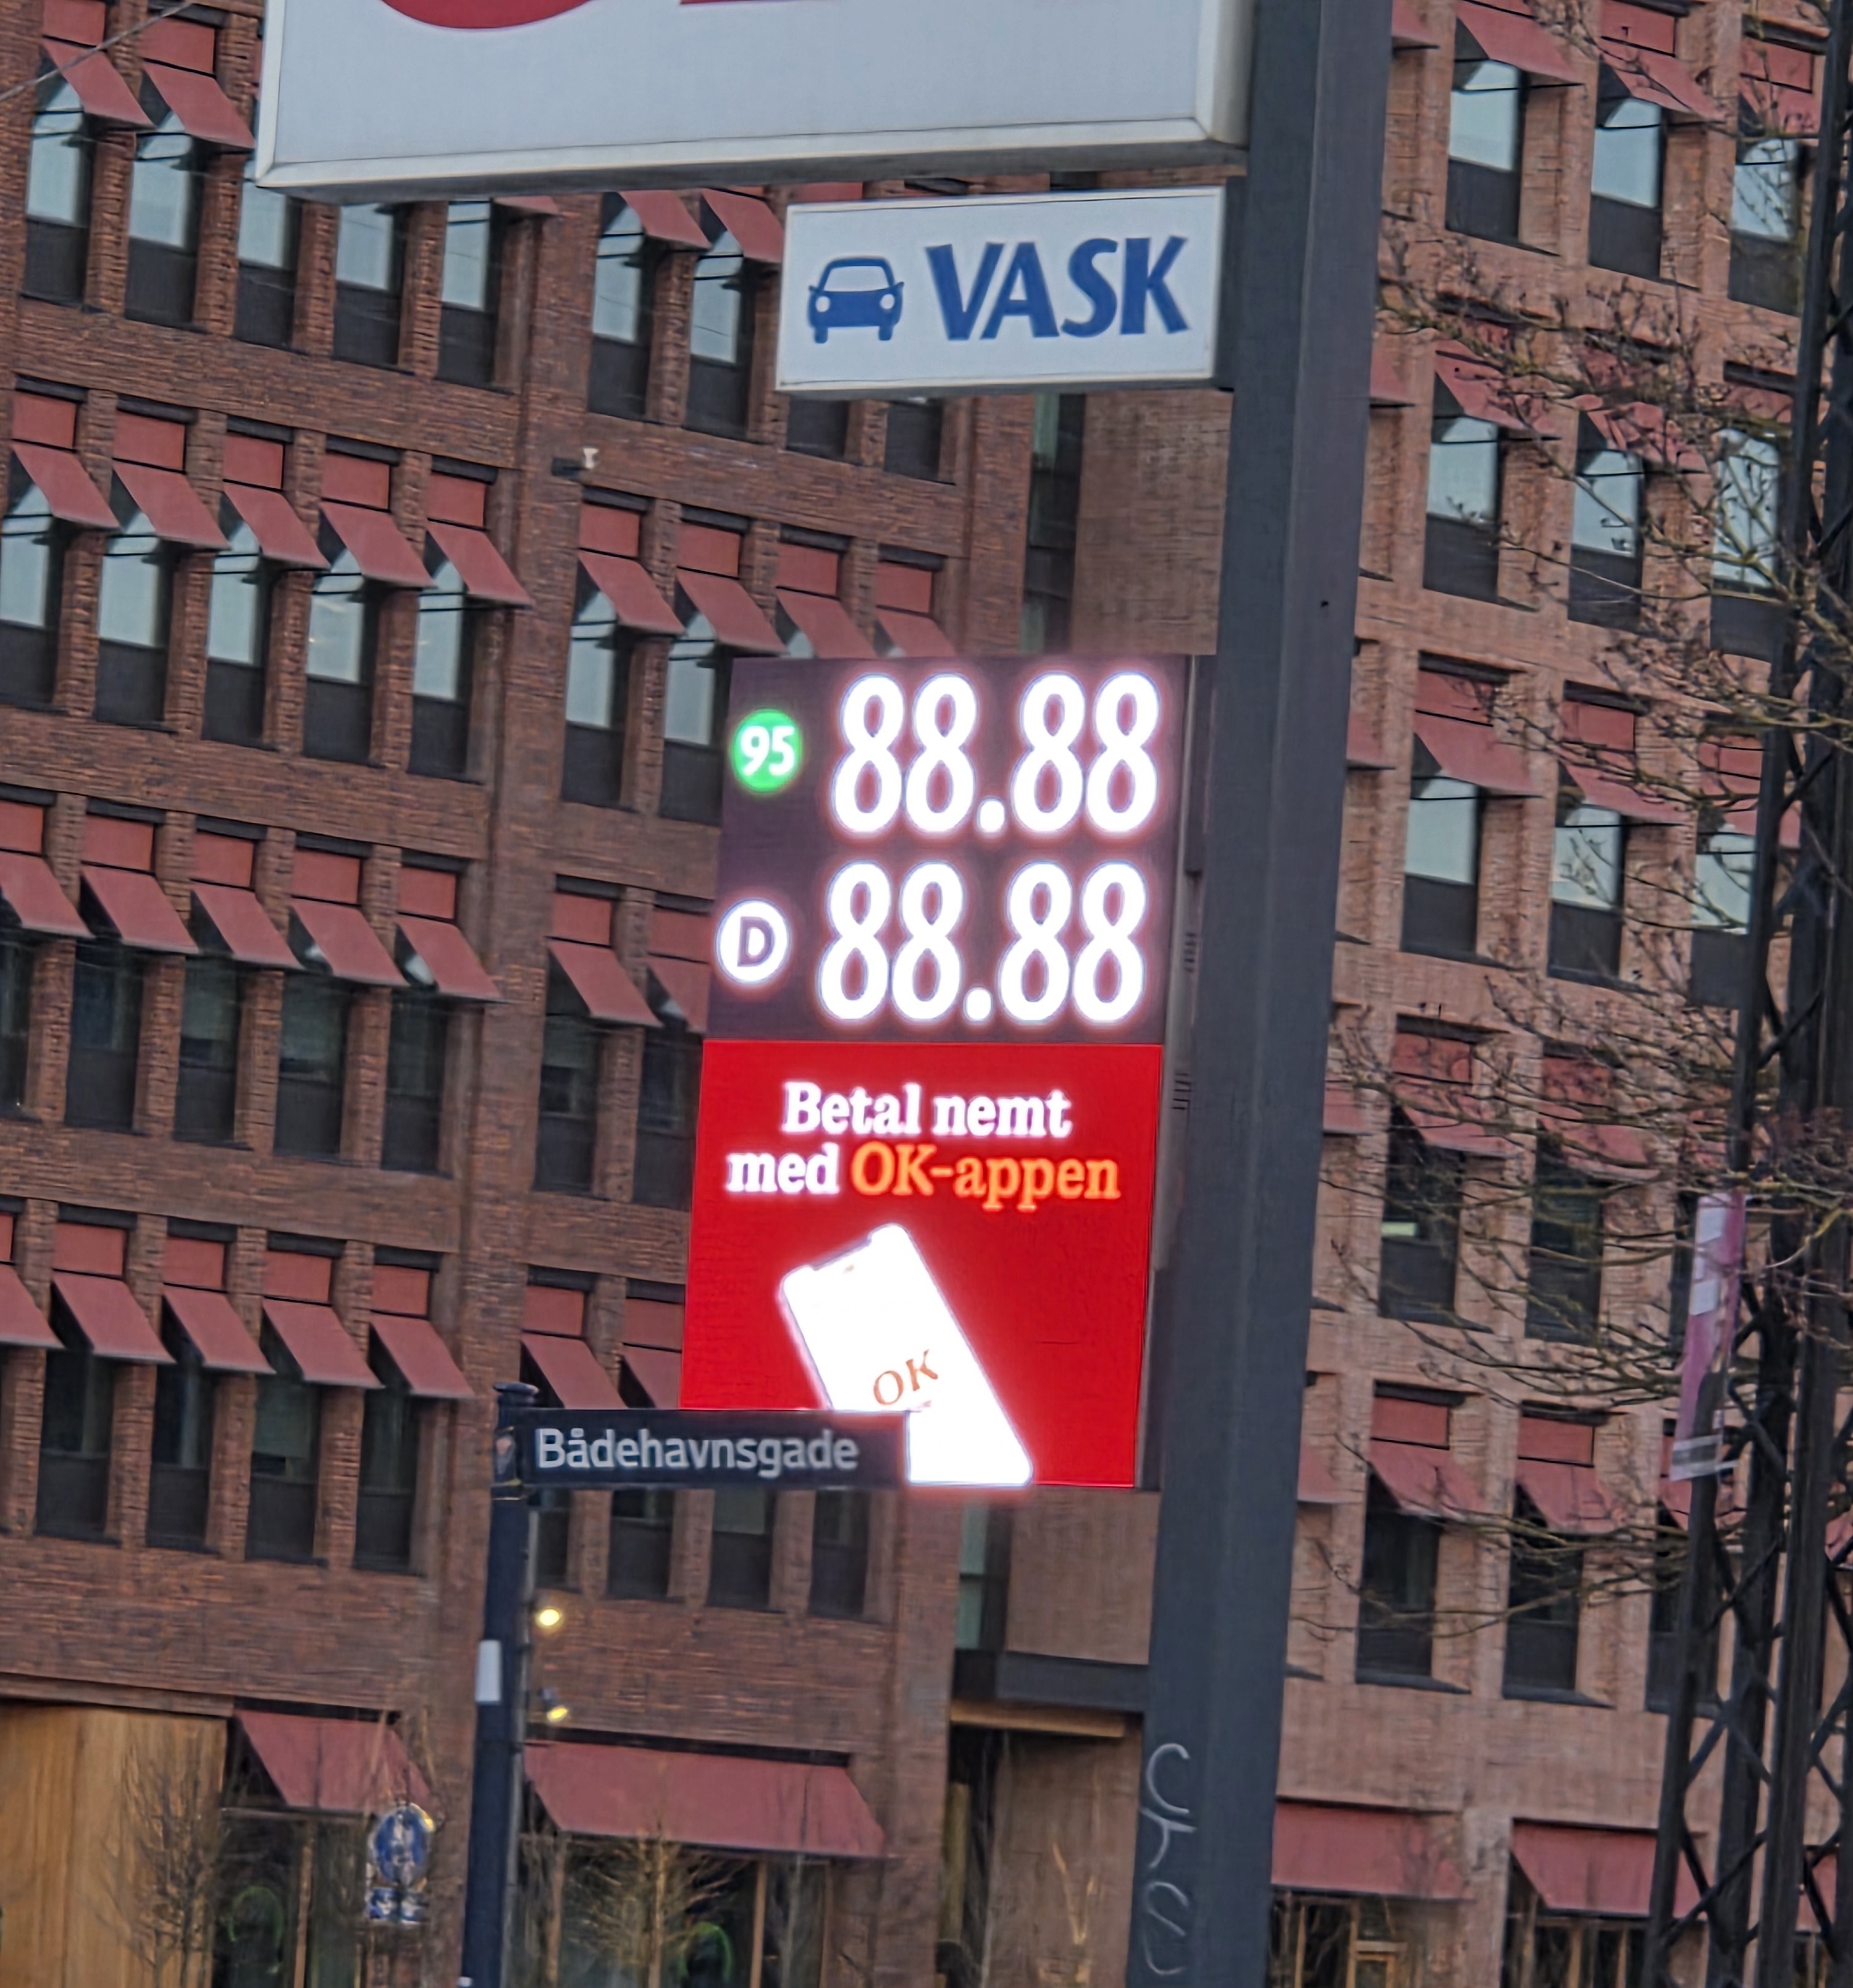 VASK
95 88.88
D 88.88
Betal nemt
med OK-appen
OK
Bådehavnsgade